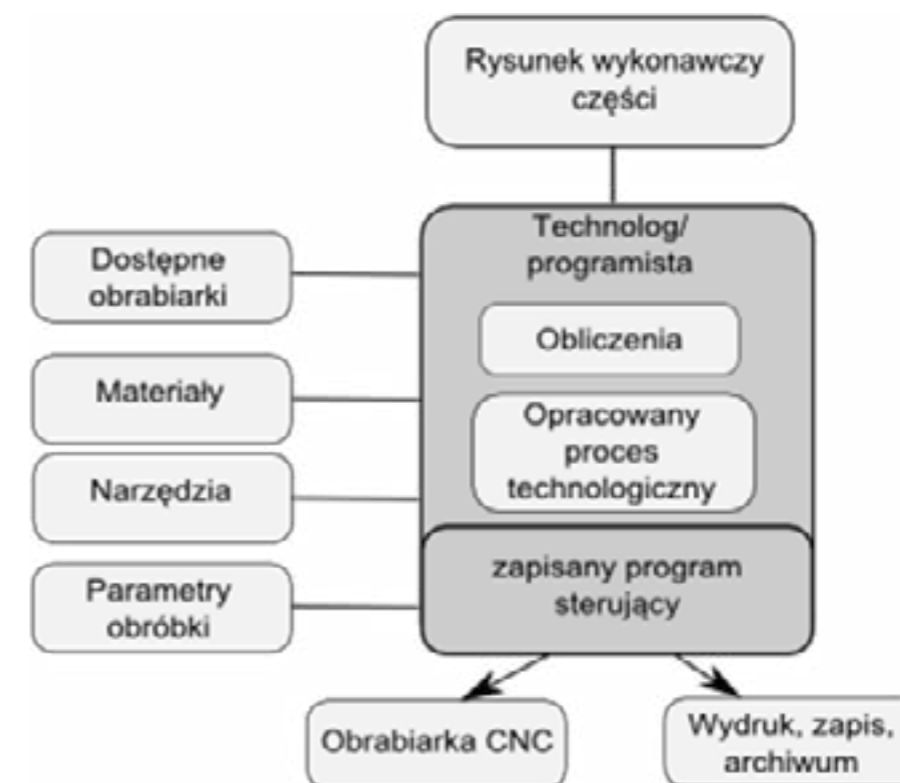 Rysunek wykonawczy
części
Technolog/
programista
Dostępne
obrabiarki
Obliczenia
Materiały
Opracowany
proces
technologiczny
Narzędzia
zapisany program
sterujący
Parametry
obróbki
Obrabiarka CNC
Wydruk, zapis,
archiwum